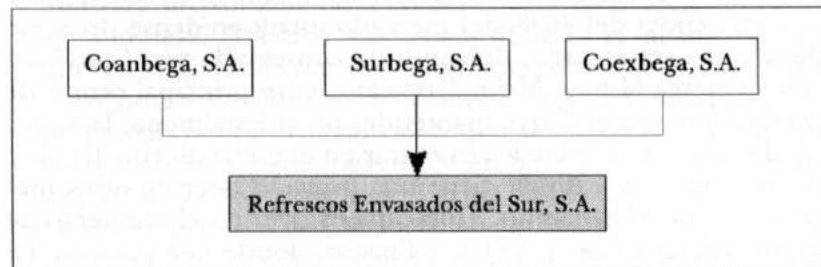 Coanbega, S.A.
Surbega, S.A.
Coexbega, S.A.
Refrescos Envasados del Sur, S.A.